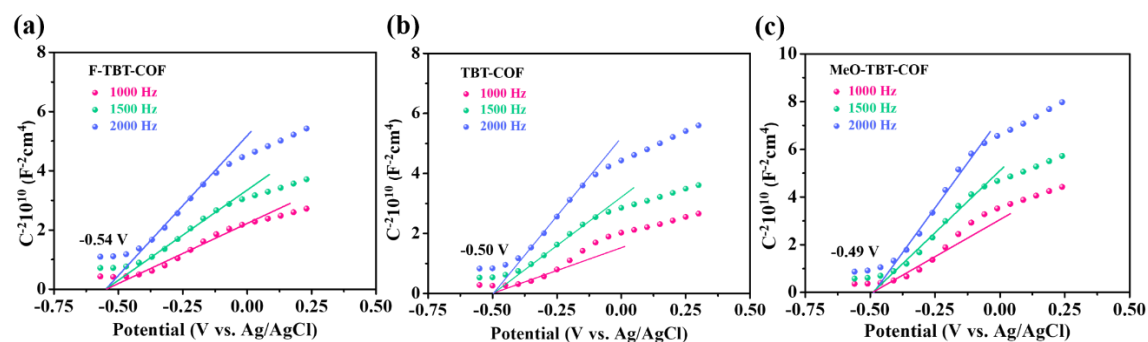 (a)
F-TBT-COF
1000 Hz
1500 Hz
2000 Hz
-0.54 V
C⁻²10¹⁰ (F⁻²cm⁴)
8
6
4
2
0
-0.75 -0.50 -0.25 0.00 0.25 0.50
Potential (V vs. Ag/AgCl)
(b)
TBT-COF
1000 Hz
1500 Hz
2000 Hz
-0.50 V
C⁻²10¹⁰ (F⁻²cm⁴)
8
6
4
2
0
-0.75 -0.50 -0.25 0.00 0.25 0.50
Potential (V vs. Ag/AgCl)
(c)
MeO-TBT-COF
1000 Hz
1500 Hz
2000 Hz
-0.49 V
C⁻²10¹⁰ (F⁻²cm⁴)
10
8
6
4
2
0
-0.75 -0.50 -0.25 0.00 0.25 0.50
Potential (V vs. Ag/AgCl)